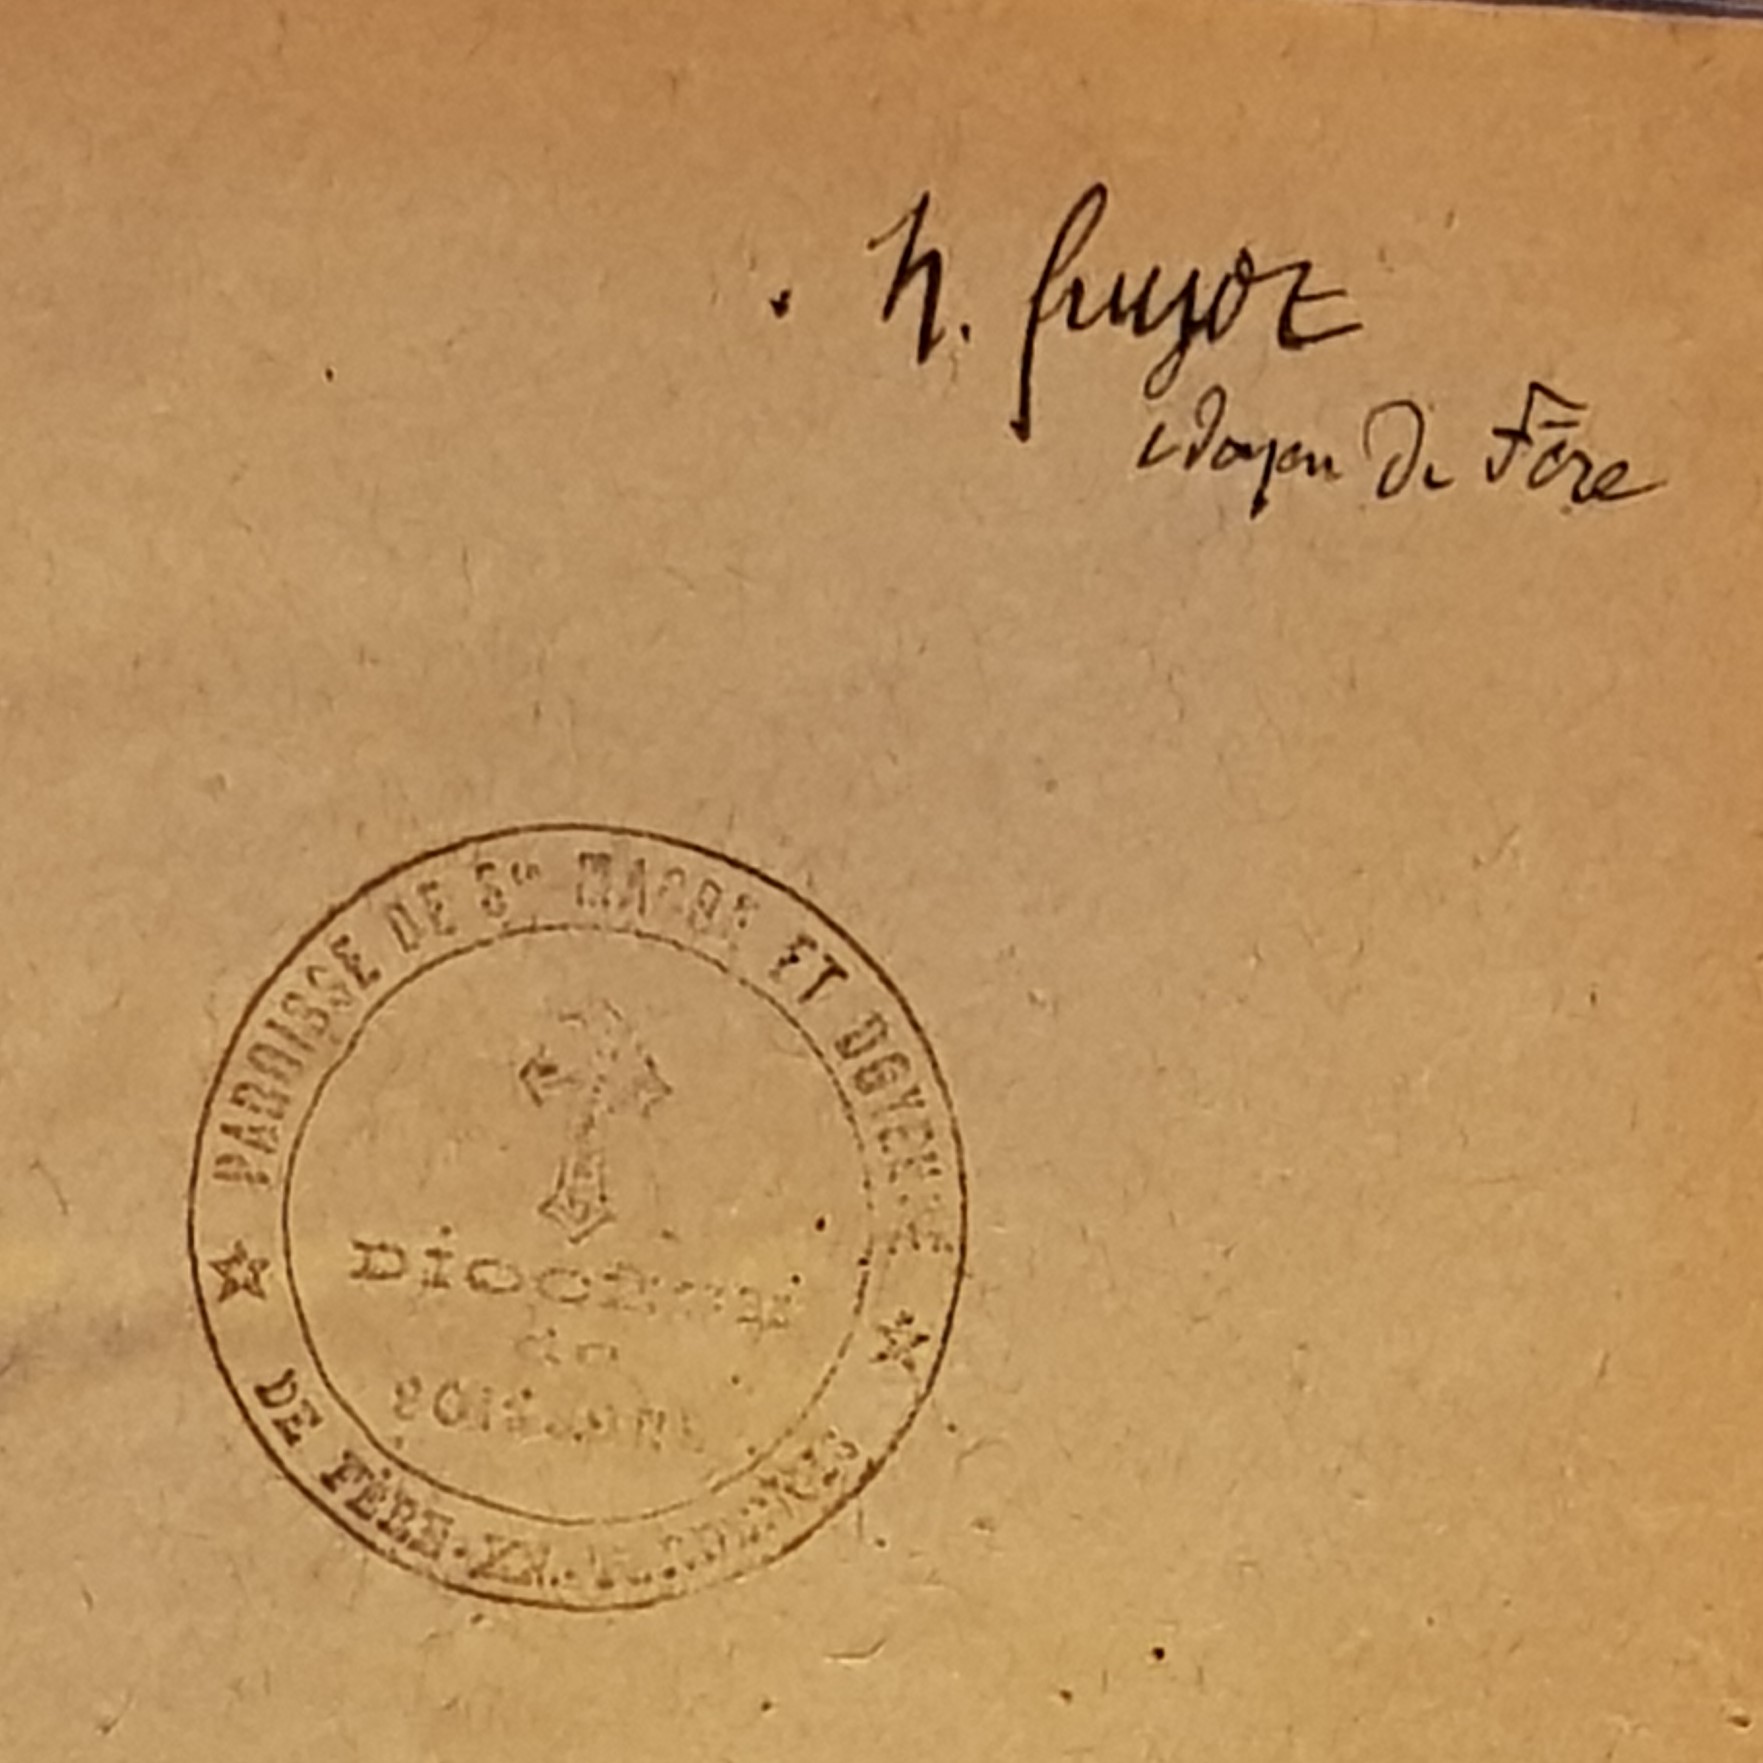 N. Guyot
doyen de Fère
PAROISSE DE Ste MACRE ET DOYENNÉ
DIOCÈSE
de
SOISSONS
DE FÈRE-EN-TARDENOIS